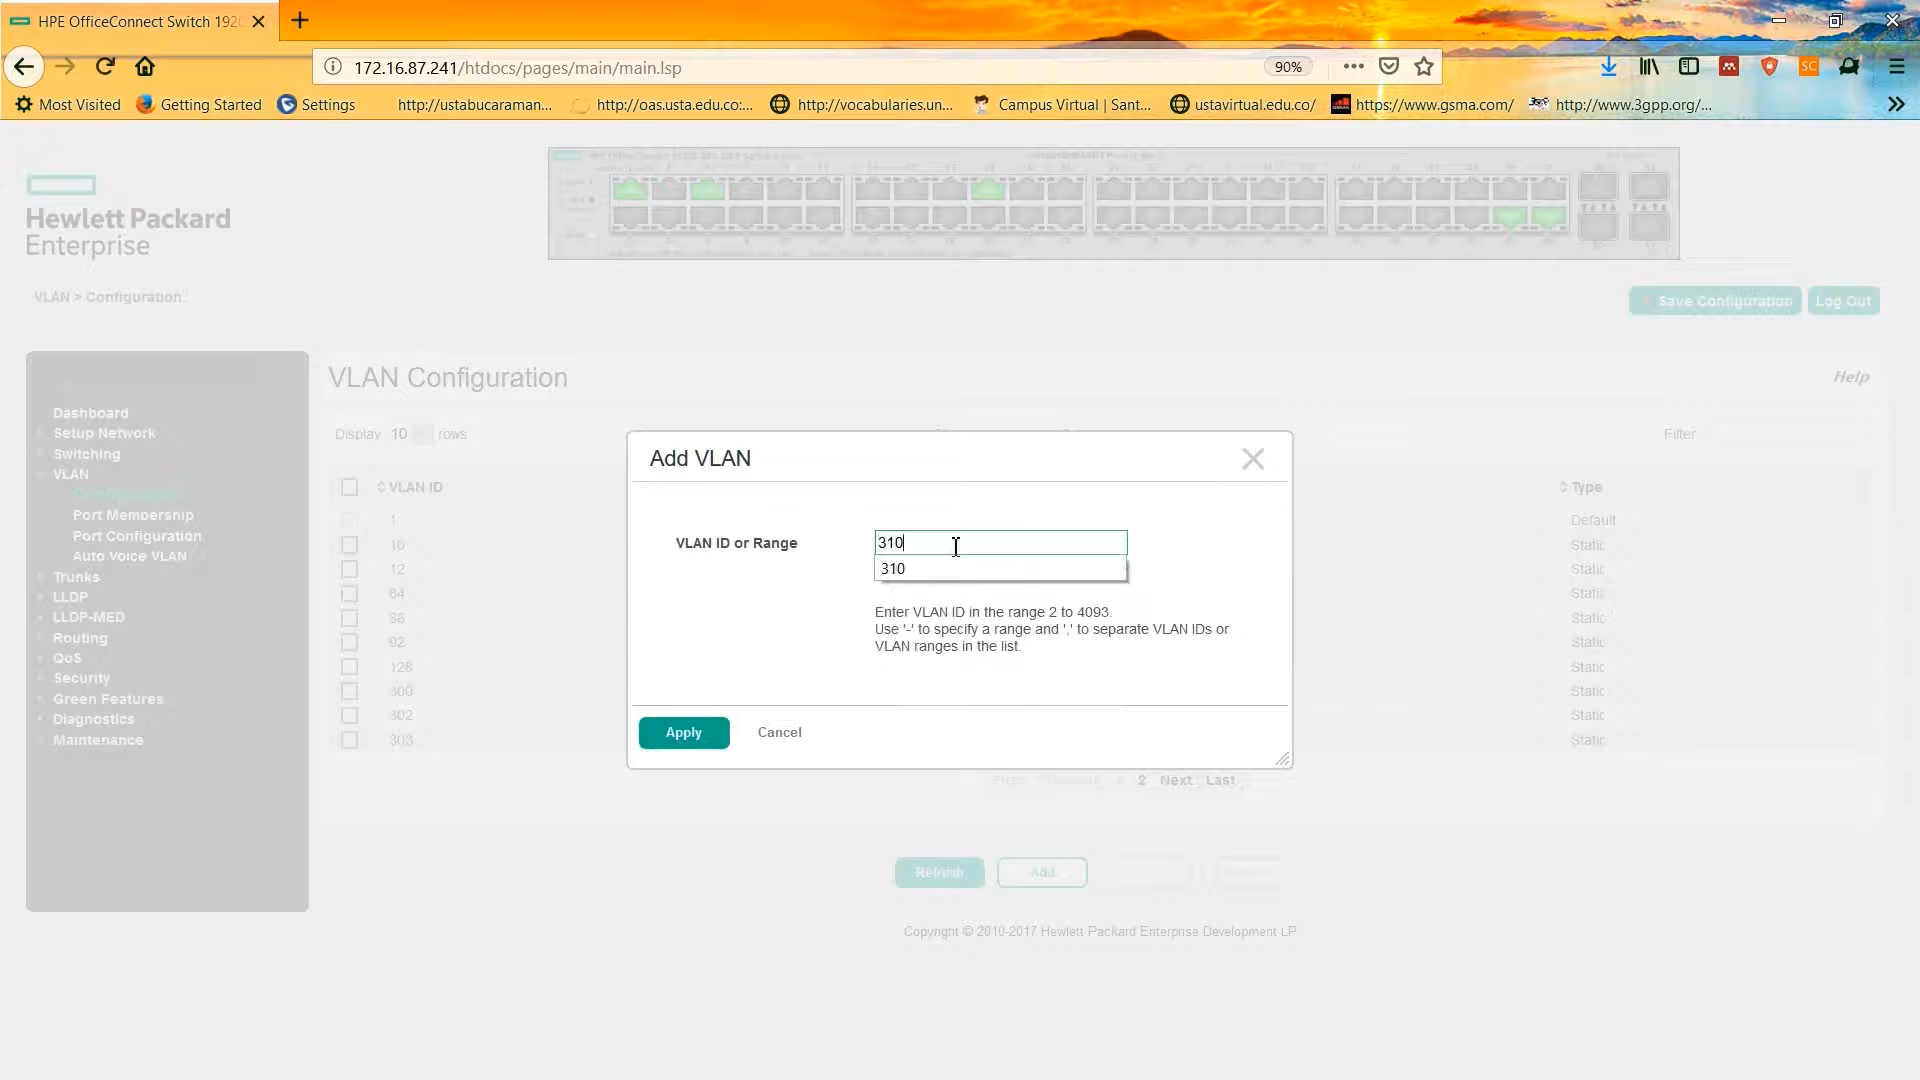 HPE OfficeConnect Switch 192
172.16.87.241/htdocs/pages/main/main.lsp
90%
Most Visited
Getting Started
Settings
http://ustabucaraman...
http://oas.usta.edu.co:...
http://vocabularies.un...
Campus Virtual | Sant...
ustavirtual.edu.co/
https://www.gsma.com/
http://www.3gpp.org/...
SC
Hewlett Packard
Enterprise
VLAN > Configuration
Save Configuration
Log Out
Dashboard
Setup Network
Switching
VLAN
Configuration
Port Membership
Port Configuration
Auto Voice VLAN
Trunks
LLDP
LLDP-MED
Routing
QoS
Security
Green Features
Diagnostics
Maintenance
VLAN Configuration
Help
Display 10 rows
Filter
VLAN ID
Type
1 Default
10 Static
12 Static
84 Static
86 Static
92 Static
128 Static
300 Static
302 Static
303 Static
Add VLAN
VLAN ID or Range
310
310
Enter VLAN ID in the range 2 to 4093.
Use '-' to specify a range and ',' to separate VLAN IDs or
VLAN ranges in the list.
Apply
Cancel
2 Next Last
Refresh
Add
Copyright © 2010-2017 Hewlett Packard Enterprise Development LP